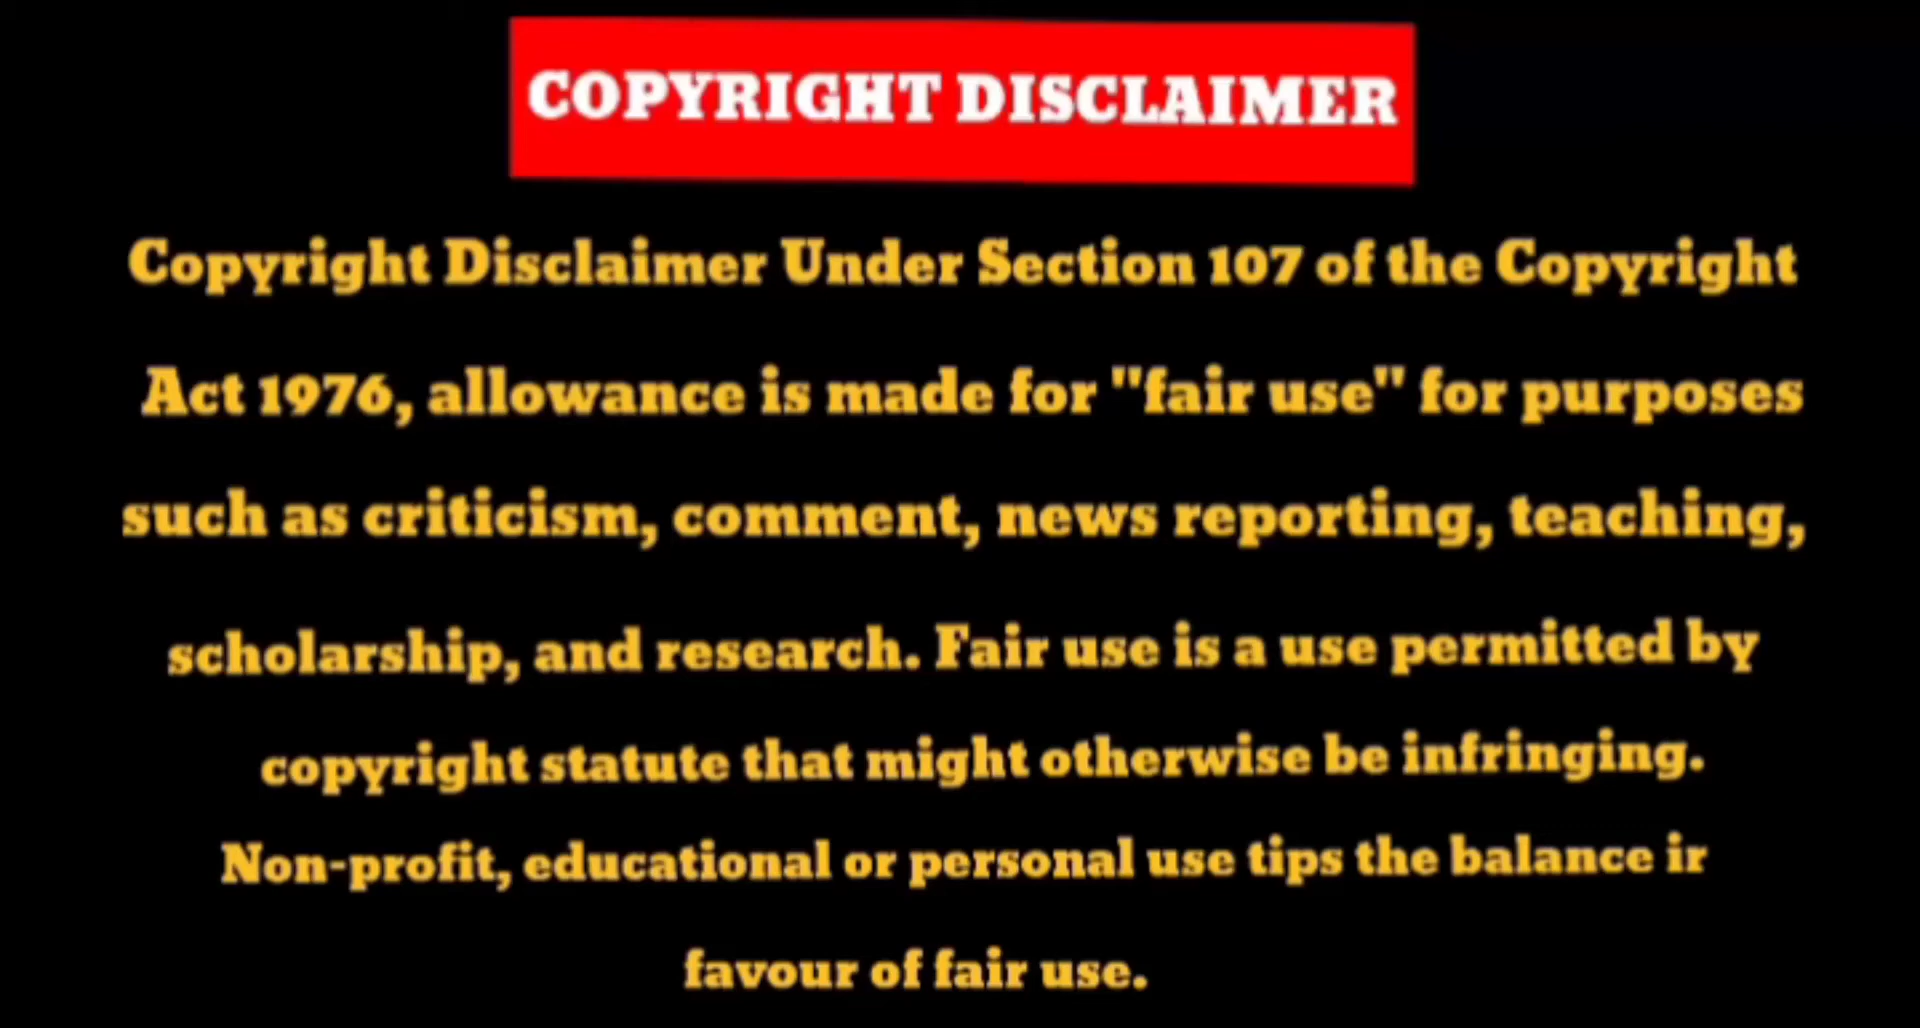 COPYRIGHT DISCLAIMER
Copyright Disclaimer Under Section 107 of the Copyright
Act 1976, allowance is made for "fair use" for purposes
such as criticism, comment, news reporting, teaching,
scholarship, and research. Fair use is a use permitted by
copyright statute that might otherwise be infringing.
Non-profit, educational or personal use tips the balance ir
favour of fair use.